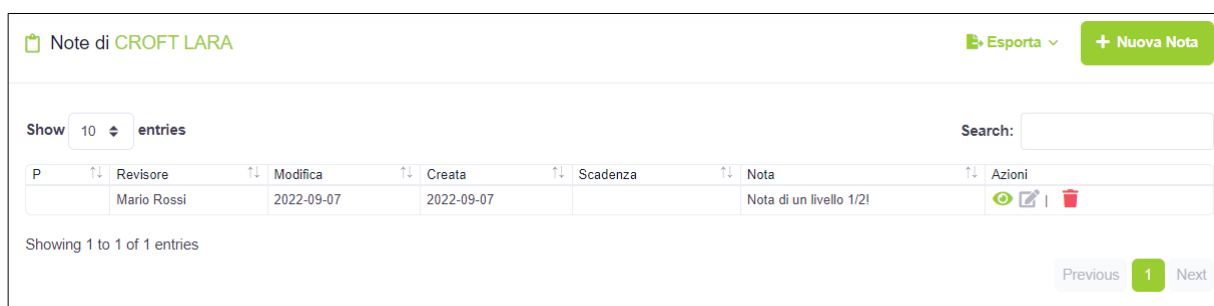 Note di CROFT LARA Esporta + Nuova Nota
Show 10 entries Search:
P Revisore Modifica Creata Scadenza Nota Azioni
Mario Rossi 2022-09-07 2022-09-07 Nota di un livello 1/2! |
Showing 1 to 1 of 1 entries
Previous 1 Next